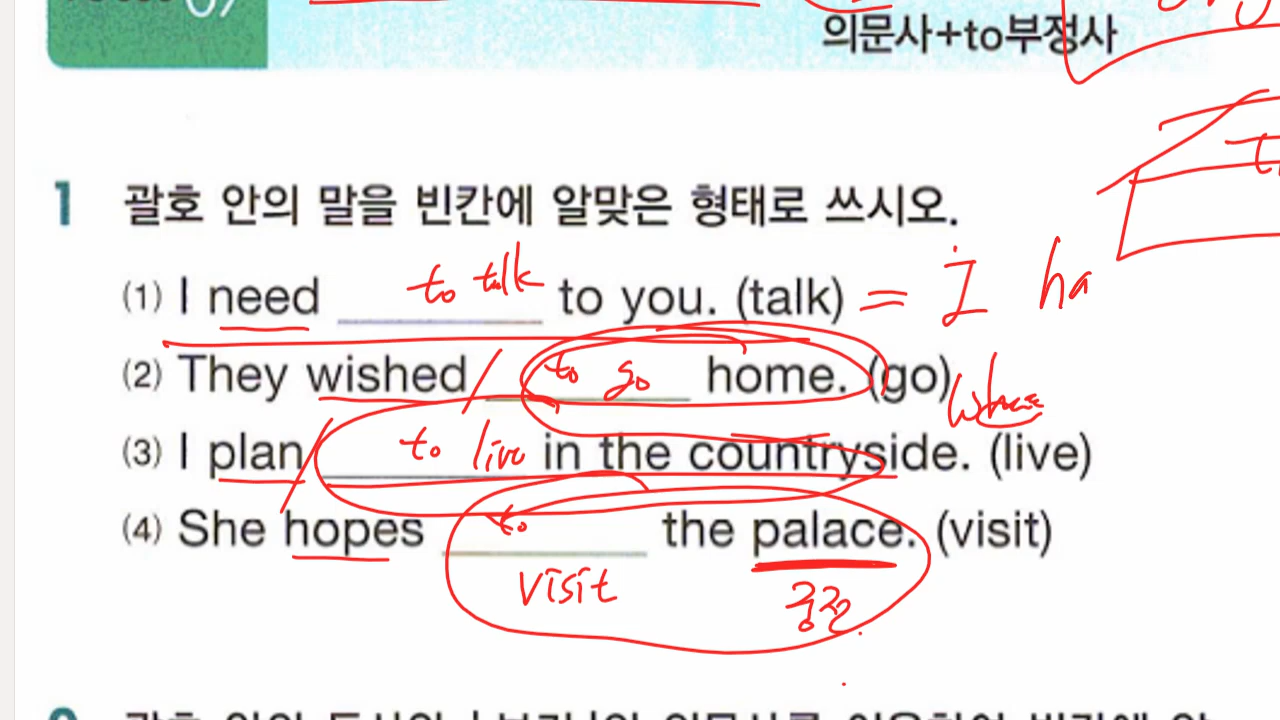 의문사+to부정사
1 괄호 안의 말을 빈칸에 알맞은 형태로 쓰시오.
(1) I need to talk to you. (talk) = I ha
(2) They wished to go home. (go)
(3) I plan to live in the countryside. (live)
(4) She hopes to the palace. (visit)
visit 궁전